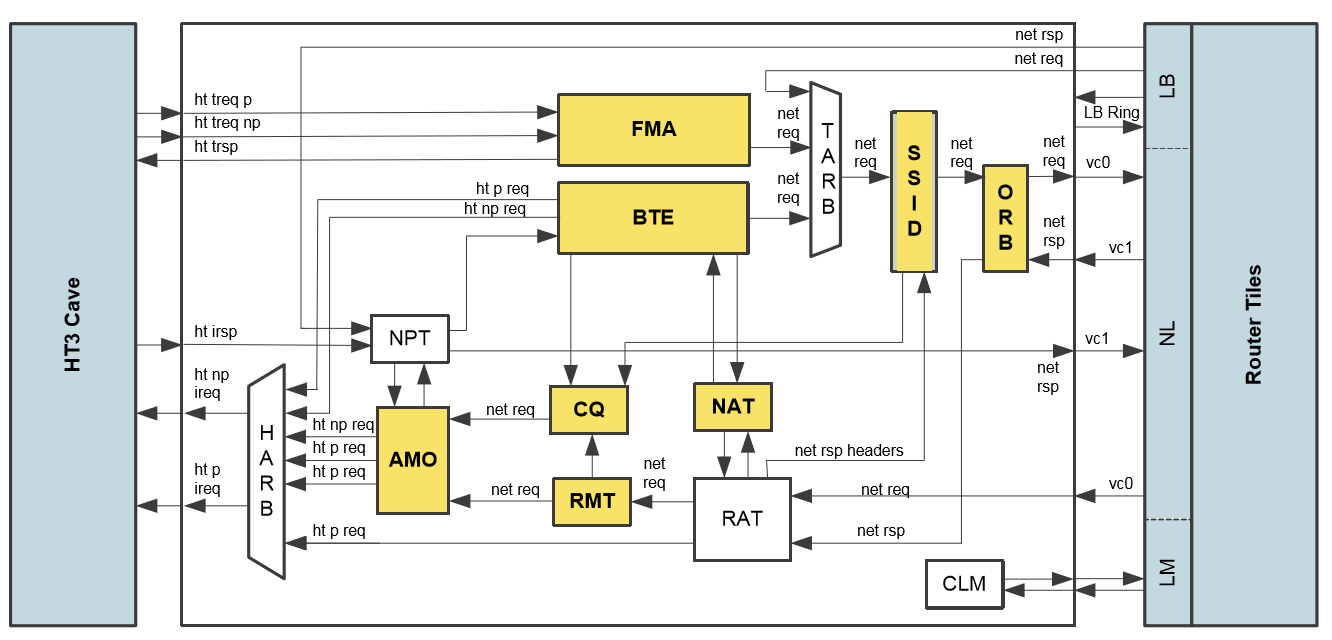 net rsp
net req
LB
ht treq p
ht treq np
ht trsp
FMA
net
req
TARB
net
req
SSID
net
req
ORB
net
req
LB Ring
vc0
ht p req
ht np req
BTE
net
req
net
rsp
vc1
HT3 Cave
ht irsp
NPT
net
rsp
vc1
NL
Router Tiles
ht np
ireq
HARB
ht np req
ht p req
ht p req
AMO
net req
CQ
NAT
ht p
ireq
net req
RMT
net
req
net rsp headers
RAT
net req
vc0
ht p req
net rsp
CLM
LM